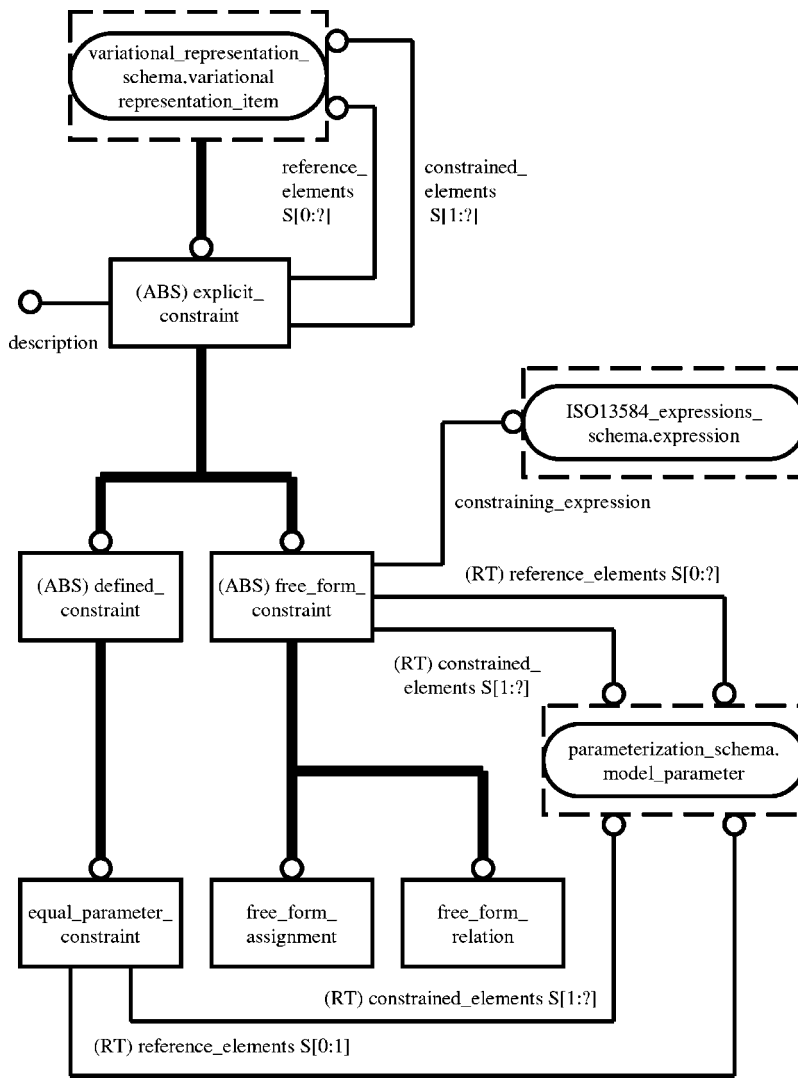 variational_representation_
schema.variational
representation_item
reference_
elements
S[0:?]
constrained_
elements
S[1:?]
(ABS) explicit_
constraint
description
ISO13584_expressions_
schema.expression
constraining_expression
(ABS) defined_
constraint
(ABS) free_form_
constraint
(RT) reference_elements S[0:?]
(RT) constrained_
elements S[1:?]
parameterization_schema.
model_parameter
equal_parameter_
constraint
free_form_
assignment
free_form_
relation
(RT) constrained_elements S[1:?]
(RT) reference_elements S[0:1]